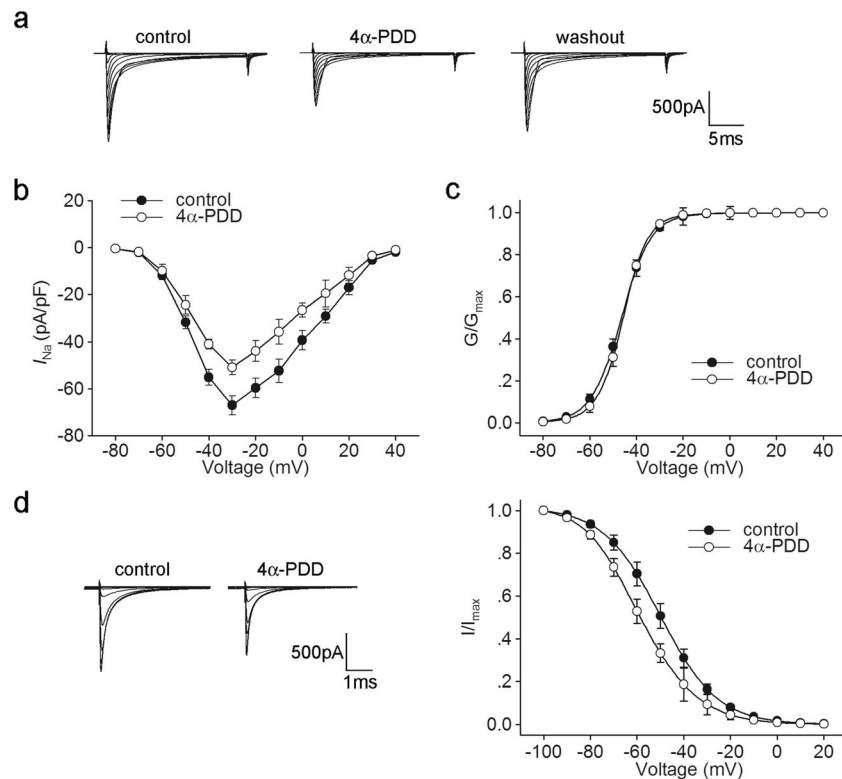 a
control 4α-PDD washout
500pA
5ms
b
control
4α-PDD
20
0
-20
-40
-60
-80
I_Na (pA/pF)
-80 -60 -40 -20 0 20 40
Voltage (mV)
c
1.0
.8
.6
.4
.2
0.0
G/G_max
control
4α-PDD
-80 -60 -40 -20 0 20 40
Voltage (mV)
d
control 4α-PDD
500pA
1ms
1.0
.8
.6
.4
.2
.0
I/I_max
control
4α-PDD
-100 -80 -60 -40 -20 0 20
Voltage (mV)